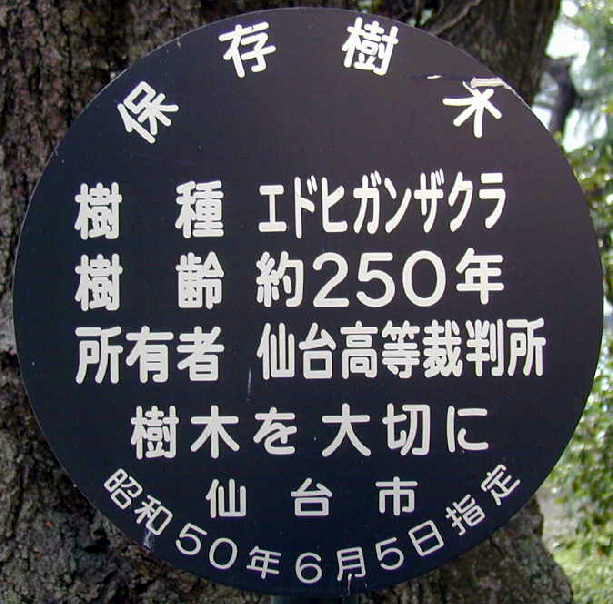 保存樹木
樹種 エドヒガンザクラ
樹齢 約250年
所有者 仙台高等裁判所
樹木を大切に
仙台市
昭和50年6月5日指定